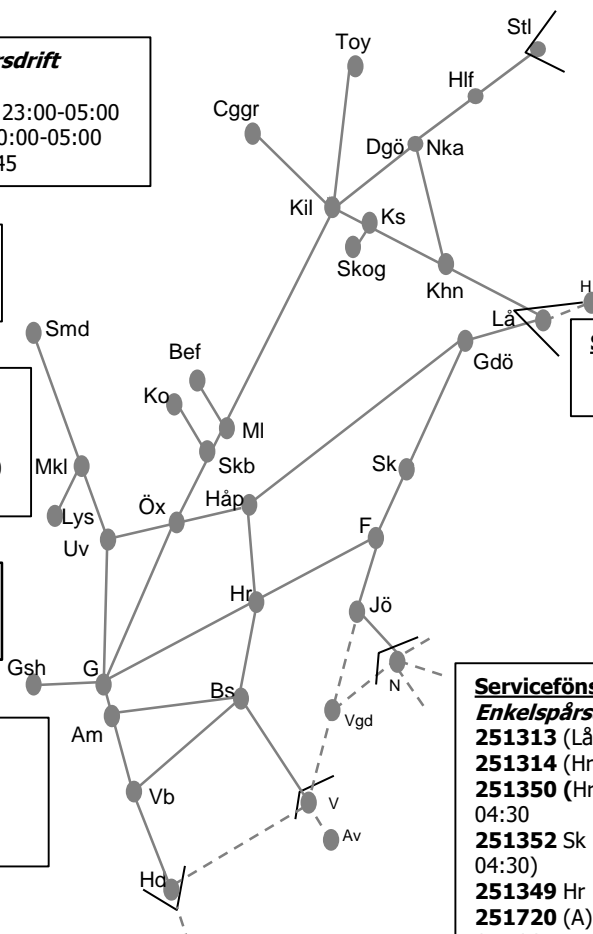 rsdrift
23:00-05:00
0:00-05:00
45
Stl
Toy
Hlf
Cggr
Dgö
Nka
Kil
Ks
Skog
Khn
H
Lå
Smd
Gdö
Bef
Ko
Ml
Skb
Sk
Mkl
Håp
Öx
Lys
F
Uv
Hr
Jö
Gsh
G
Bs
N
Am
Vgd
Vb
V
Av
Hd
Serviceföns
Enkelspårs
251313 (Lå
251314 (Hr
251350 (Hr
04:30
251352 Sk
04:30)
251349 Hr
251720 (A)